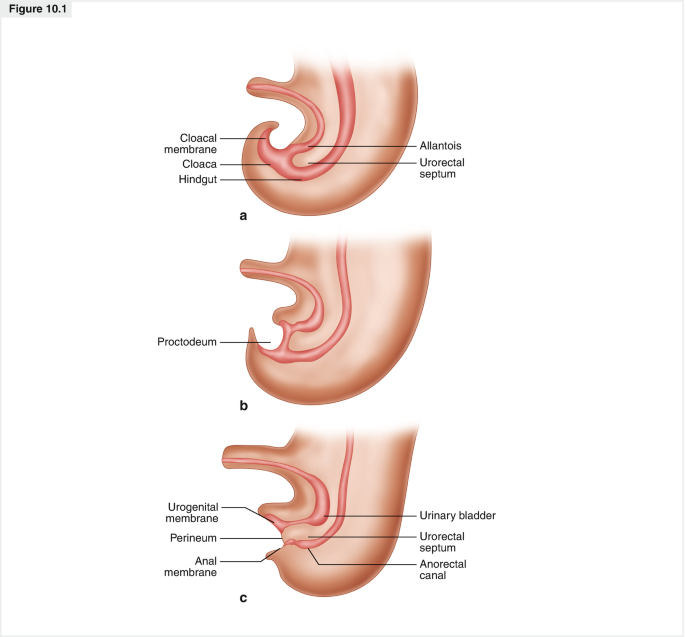 Figure 10.1
Cloacal
membrane
Cloaca
Hindgut
Allantois
Urorectal
septum
a
Proctodeum
b
Urogenital
membrane
Perineum
Anal
membrane
Urinary bladder
Urorectal
septum
Anorectal
canal
c